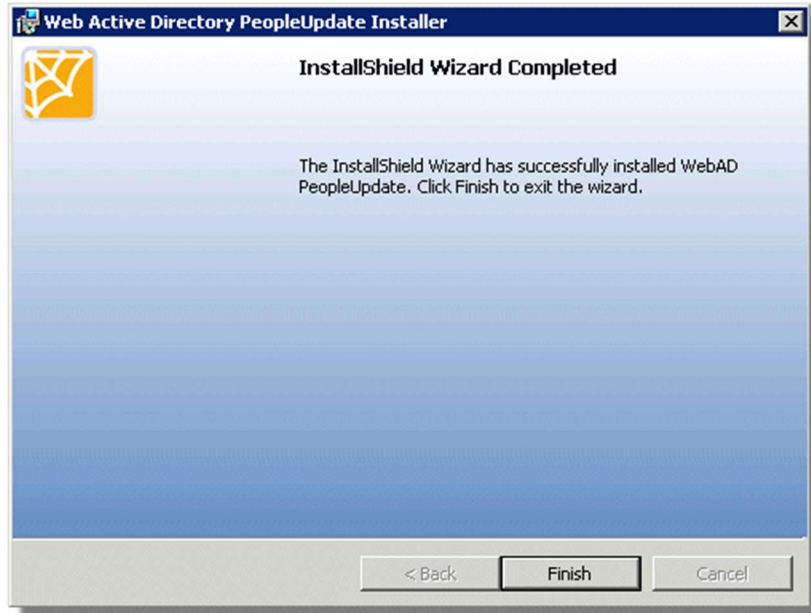 Web Active Directory PeopleUpdate Installer
InstallShield Wizard Completed
The InstallShield Wizard has successfully installed WebAD
PeopleUpdate. Click Finish to exit the wizard.
< Back
Finish
Cancel